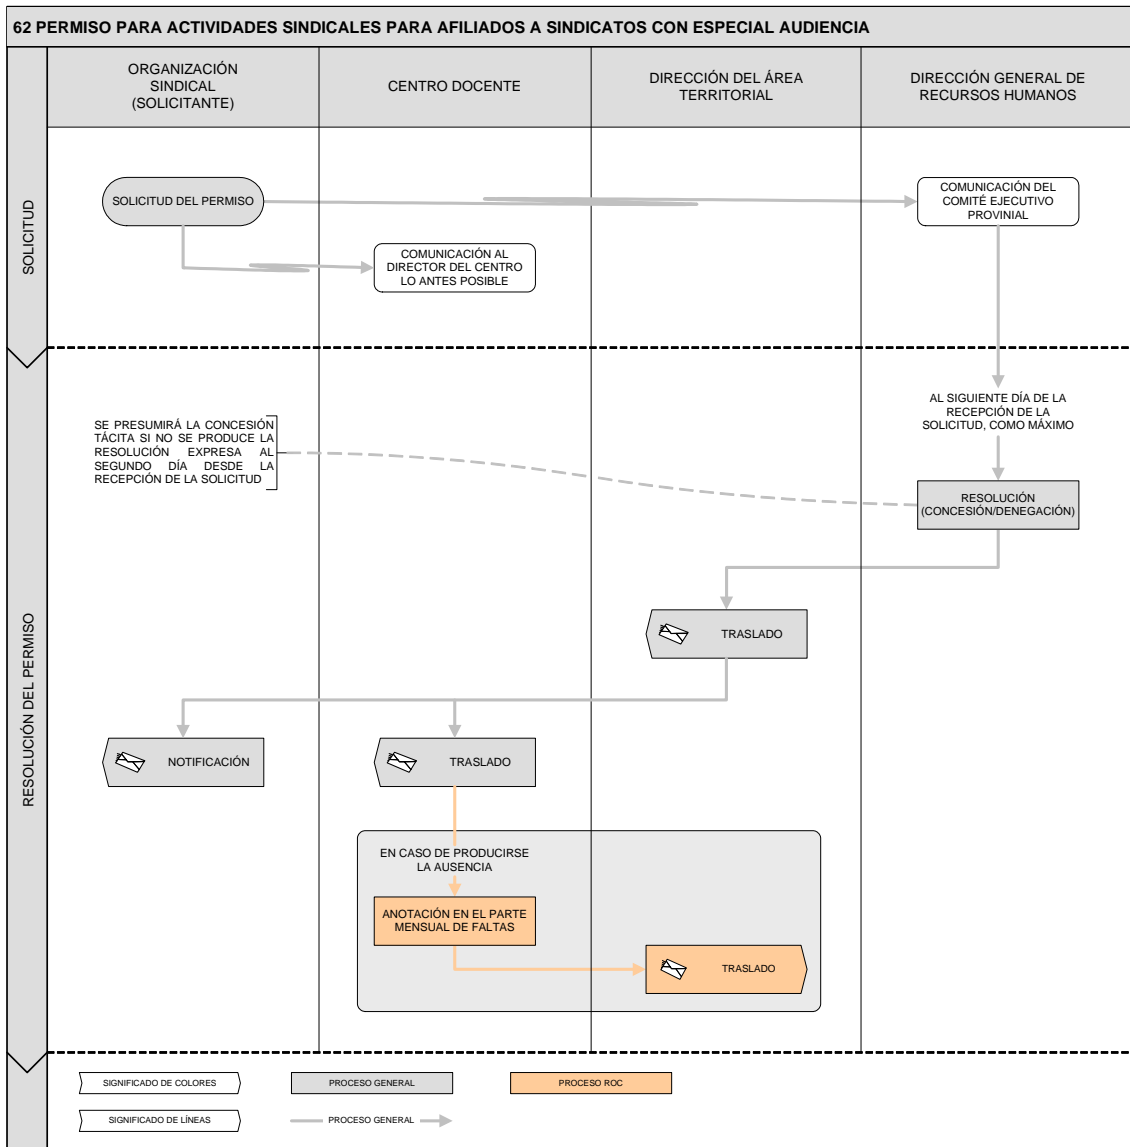 62 PERMISO PARA ACTIVIDADES SINDICALES PARA AFILIADOS A SINDICATOS CON ESPECIAL AUDIENCIA
ORGANIZACIÓN
SINDICAL
(SOLICITANTE)
CENTRO DOCENTE
DIRECCIÓN DEL ÁREA
TERRITORIAL
DIRECCIÓN GENERAL DE
RECURSOS HUMANOS
SOLICITUD
SOLICITUD DEL PERMISO
COMUNICACIÓN DEL
COMITÉ EJECUTIVO
PROVINIAL
COMUNICACIÓN AL
DIRECTOR DEL CENTRO
LO ANTES POSIBLE
RESOLUCIÓN DEL PERMISO
AL SIGUIENTE DÍA DE LA
RECEPCIÓN DE LA
SOLICITUD, COMO MÁXIMO
SE PRESUMIRÁ LA CONCESIÓN
TÁCITA SI NO SE PRODUCE LA
RESOLUCIÓN EXPRESA AL
SEGUNDO DÍA DESDE LA
RECEPCIÓN DE LA SOLICITUD
RESOLUCIÓN
(CONCESIÓN/DENEGACIÓN)
TRASLADO
NOTIFICACIÓN
TRASLADO
EN CASO DE PRODUCIRSE
LA AUSENCIA
ANOTACIÓN EN EL PARTE
MENSUAL DE FALTAS
TRASLADO
SIGNIFICADO DE COLORES
PROCESO GENERAL
PROCESO ROC
SIGNIFICADO DE LÍNEAS
PROCESO GENERAL